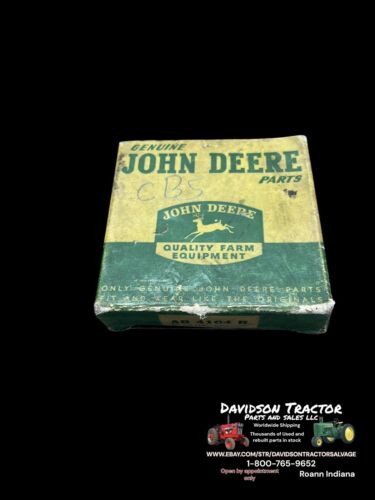 GENUINE
JOHN DEERE
PARTS
CBS
JOHN DEERE
QUALITY FARM
EQUIPMENT
ONLY GENUINE JOHN DEERE PARTS
FIT AND WEAR LIKE THE ORIGINALS
DAVIDSON TRACTOR
PARTS AND SALES LLC
Worldwide Shipping
Thousands of Used and
rebuilt parts in stock
WWW.EBAY.COM/STR/DAVIDSONTRACTORSALVAGE
1-800-765-9652
Open by appointment
only
Roann Indiana